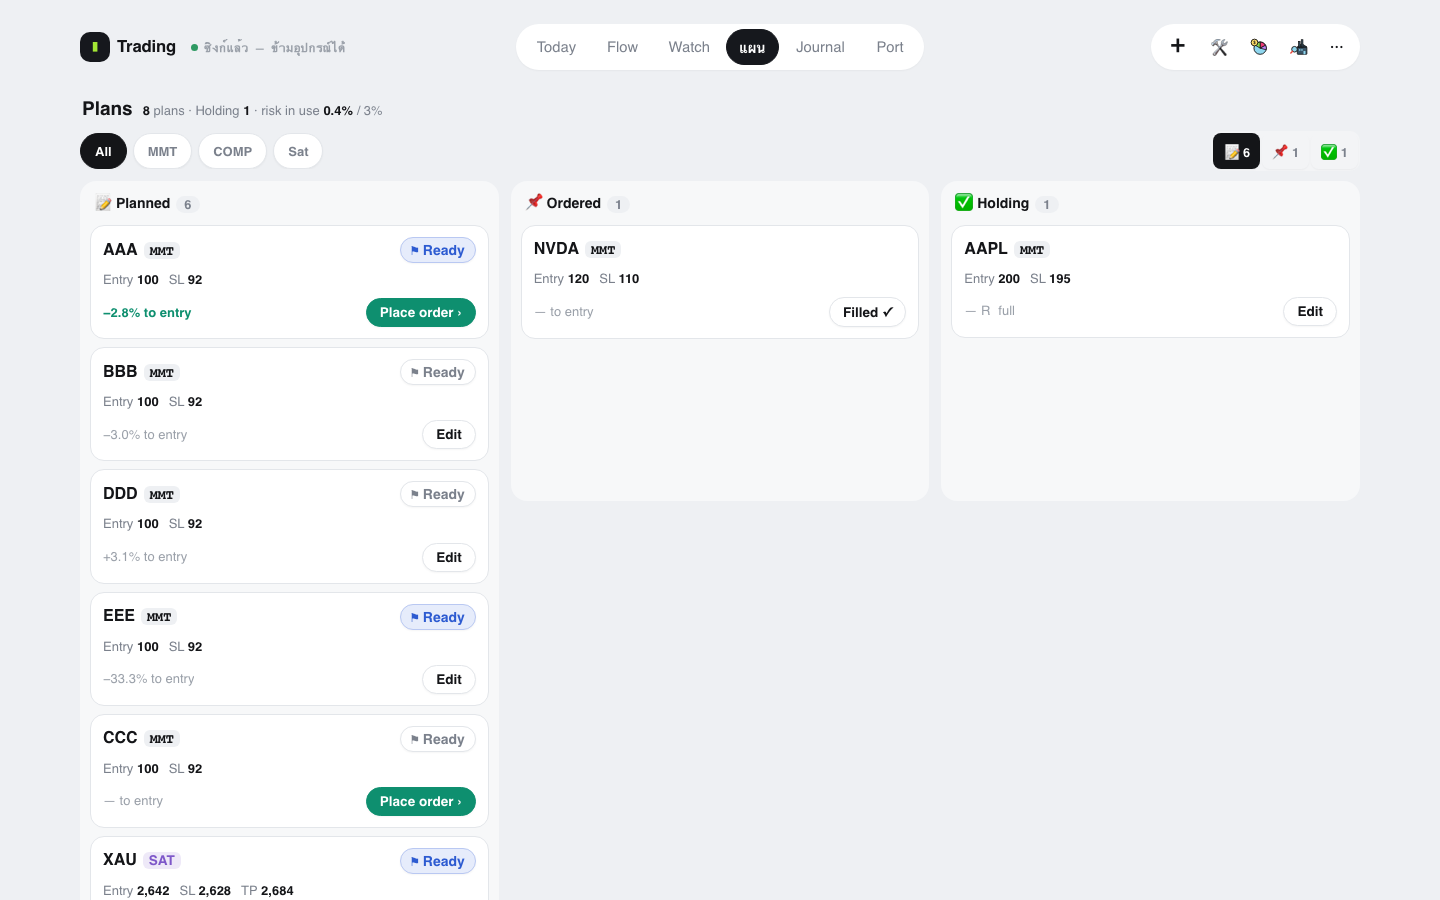 Trading
ซิงก์แล้ว — ข้ามอุปกรณ์ได้
Today Flow Watch แผน Journal Port
Plans 8 plans · Holding 1 · risk in use 0.4% / 3%
All MMT COMP Sat
6 1 1
Planned 6
AAA MMT Ready
Entry 100 SL 92
−2.8% to entry Place order ›
BBB MMT Ready
Entry 100 SL 92
−3.0% to entry Edit
DDD MMT Ready
Entry 100 SL 92
+3.1% to entry Edit
EEE MMT Ready
Entry 100 SL 92
−33.3% to entry Edit
CCC MMT Ready
Entry 100 SL 92
— to entry Place order ›
XAU SAT Ready
Entry 2,642 SL 2,628 TP 2,684
Ordered 1
NVDA MMT
Entry 120 SL 110
— to entry Filled ✓
Holding 1
AAPL MMT
Entry 200 SL 195
— R full Edit